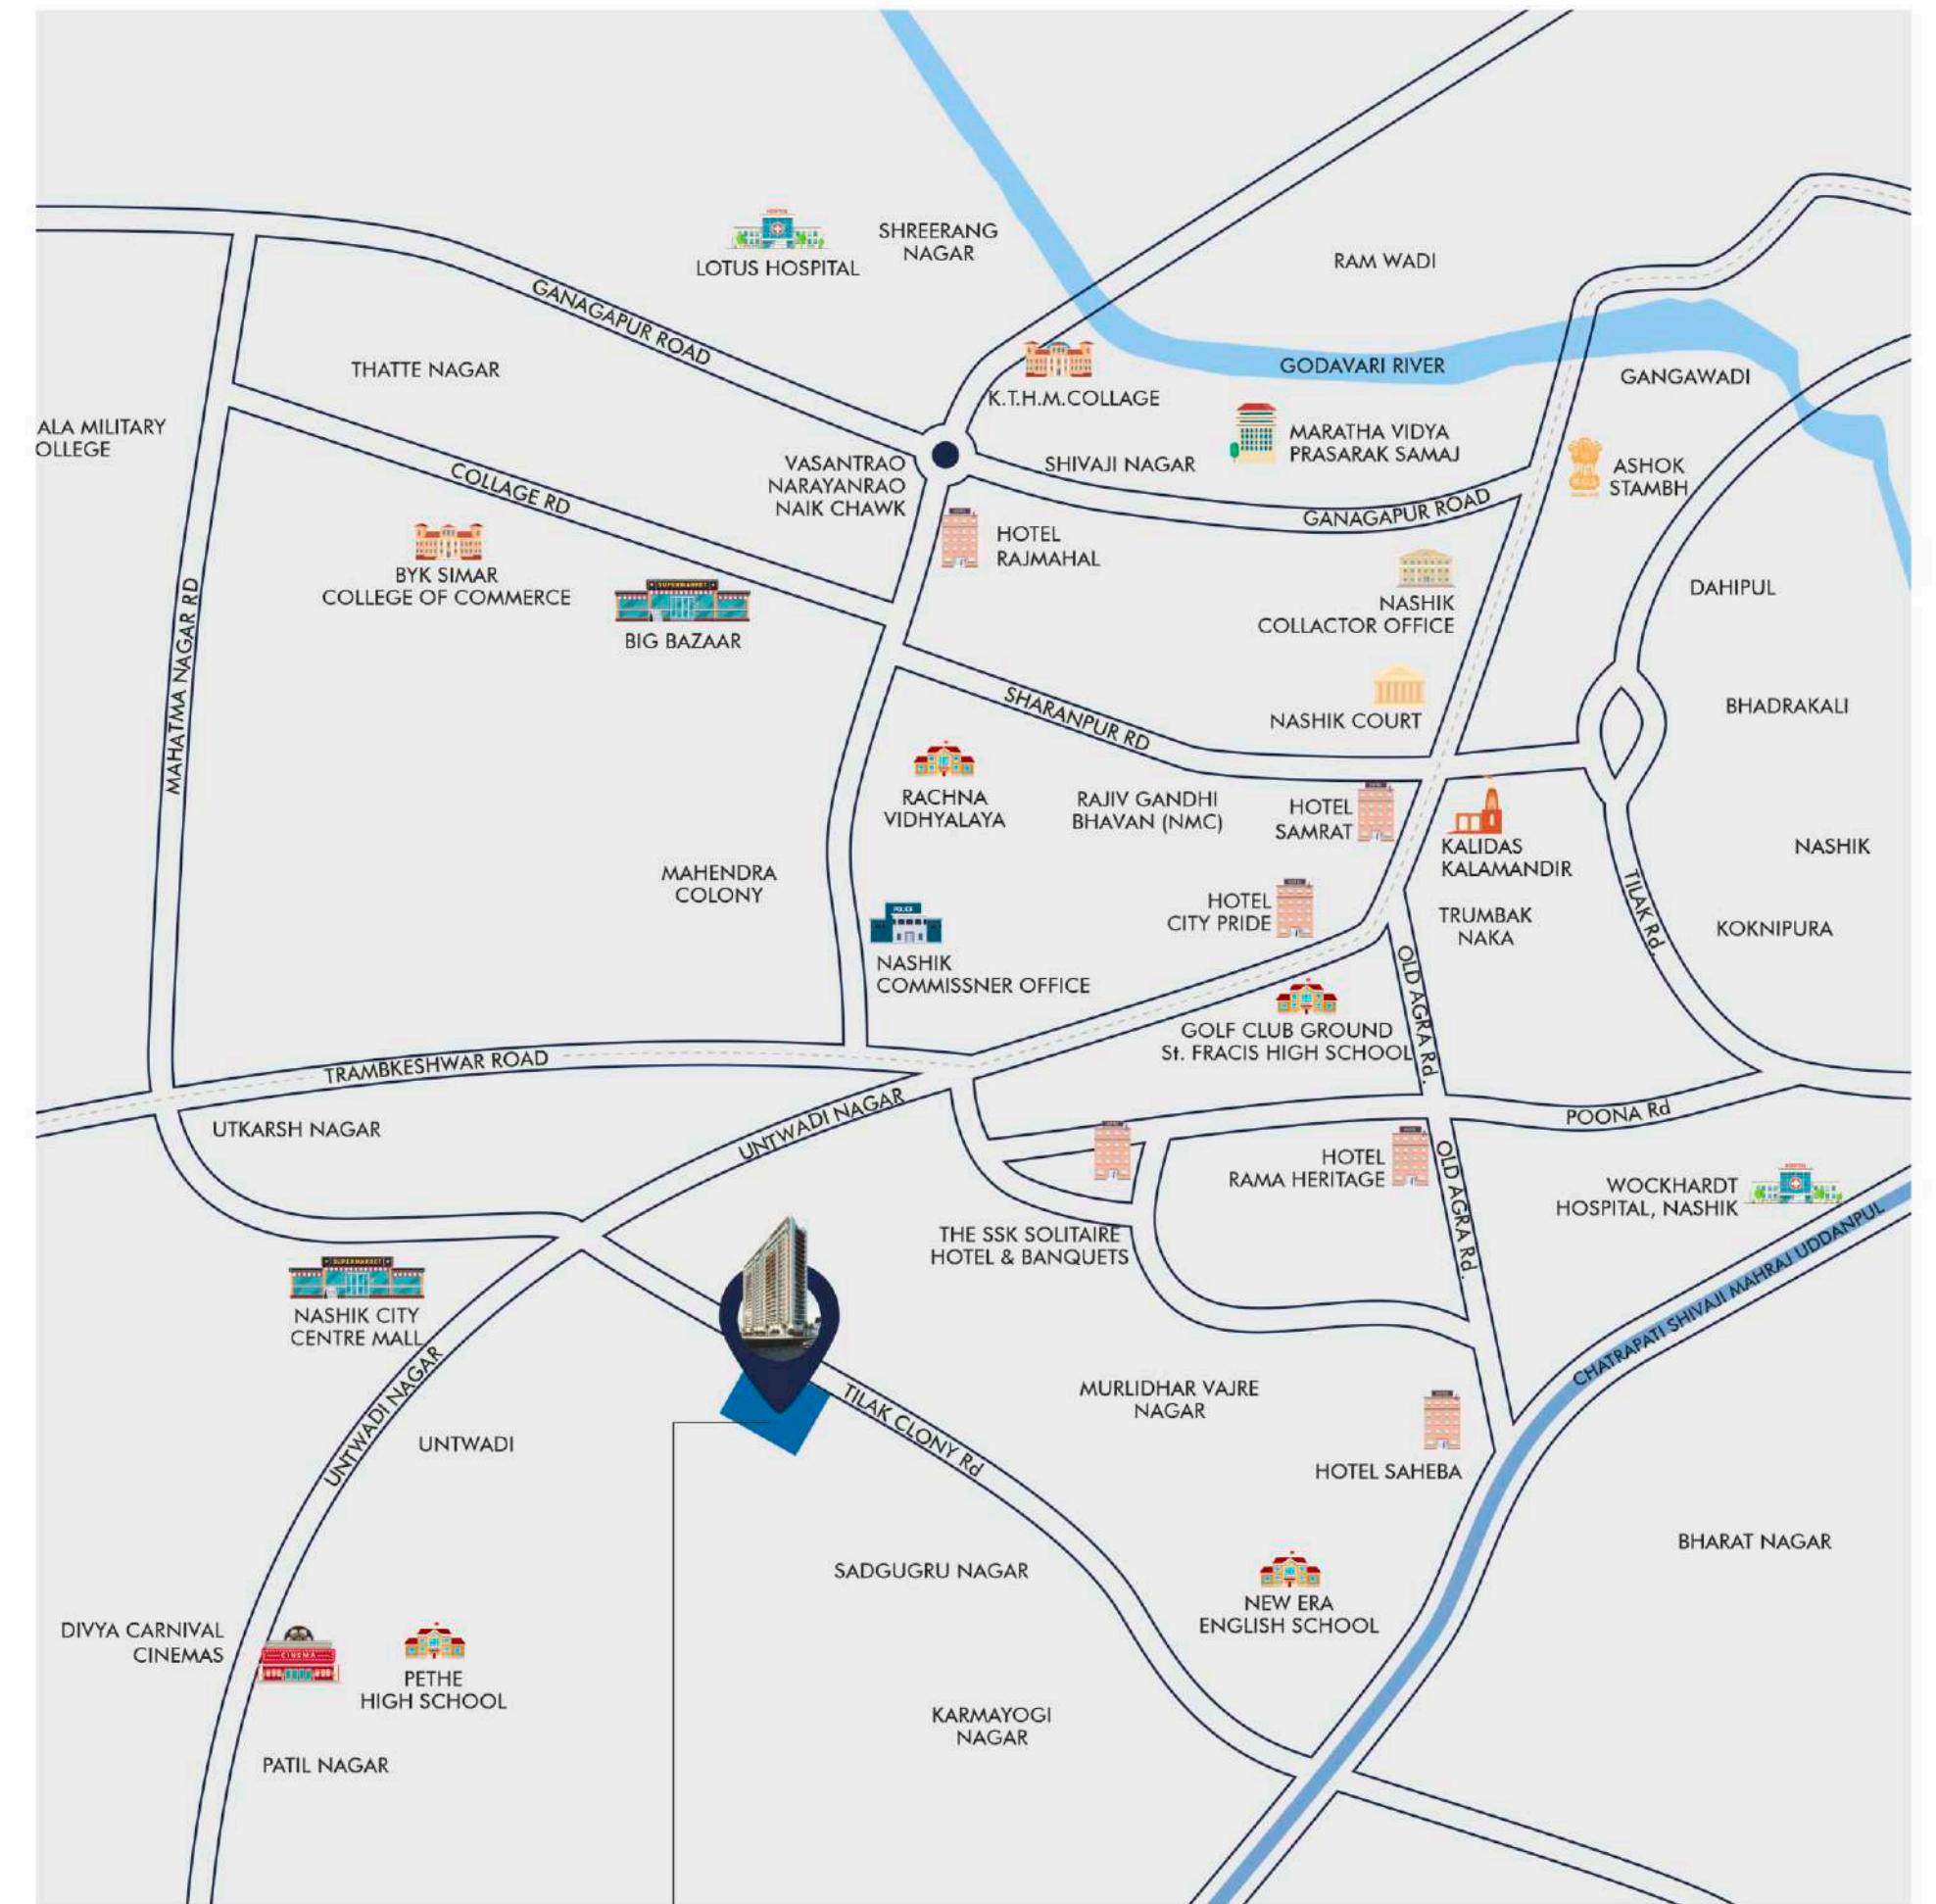 SHREERANG
NAGAR
LOTUS HOSPITAL
RAM WADI
GANAGAPUR ROAD
THATTE NAGAR
GODAVARI RIVER
GANGAWADI
K.T.H.M.COLLAGE
ALA MILITARY
OLLEGE
MARATHA VIDYA
PRASARAK SAMAJ
VASANTRAO
NARAYANRAO
NAIK CHAWK
SHIVAJI NAGAR
ASHOK
STAMBH
COLLAGE RD
GANAGAPUR ROAD
HOTEL
RAJMAHAL
BYK SIMAR
COLLEGE OF COMMERCE
SUPERMARKET
BIG BAZAAR
NASHIK
COLLACTOR OFFICE
DAHIPUL
MAHATMA NAGAR RD
SHARANPUR RD
NASHIK COURT
BHADRAKALI
RACHNA
VIDHYALAYA
RAJIV GANDHI
BHAVAN (NMC)
HOTEL
SAMRAT
KALIDAS
KALAMANDIR
NASHIK
MAHENDRA
COLONY
HOTEL
CITY PRIDE
TRUMBAK
NAKA
TILAK Rd.
KOKNIPURA
POLICE
NASHIK
COMMISSNER OFFICE
OLD AGRA Rd.
GOLF CLUB GROUND
St. FRACIS HIGH SCHOOL
TRAMBKESHWAR ROAD
UTKARSH NAGAR
UNTWADI NAGAR
POONA Rd
HOTEL
RAMA HERITAGE
OLD AGRA Rd.
WOCKHARDT
HOSPITAL, NASHIK
THE SSK SOLITAIRE
HOTEL & BANQUETS
CHATRAPATI SHIVAJI MAHRAJ UDDANPUL
SUPERMARKET
NASHIK CITY
CENTRE MALL
UNTWADI NAGAR
UNTWADI
TILAK CLONY Rd
MURLIDHAR VAJRE
NAGAR
HOTEL SAHEBA
BHARAT NAGAR
SADGUGRU NAGAR
NEW ERA
ENGLISH SCHOOL
DIVYA CARNIVAL
CINEMAS
CINEMA
PETHE
HIGH SCHOOL
KARMAYOGI
NAGAR
PATIL NAGAR